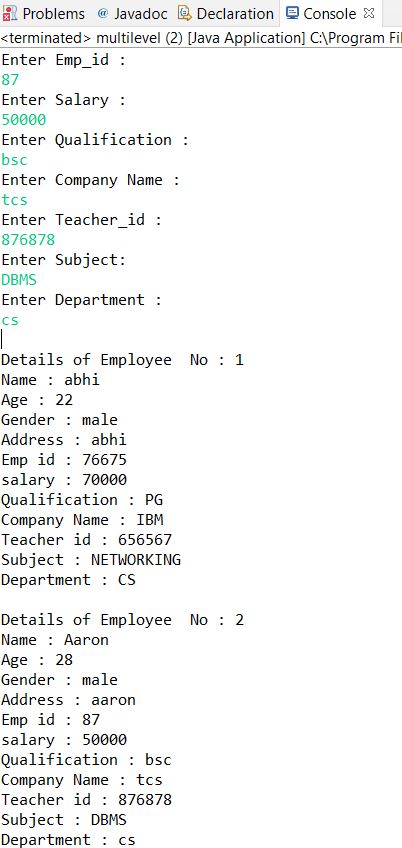 Problems @ Javadoc Declaration Console
<terminated> multilevel (2) [Java Application] C:\Program Fil
Enter Emp_id :
87
Enter Salary :
50000
Enter Qualification :
bsc
Enter Company Name :
tcs
Enter Teacher_id :
876878
Enter Subject:
DBMS
Enter Department :
cs
Details of Employee  No : 1
Name : abhi
Age : 22
Gender : male
Address : abhi
Emp id : 76675
salary : 70000
Qualification : PG
Company Name : IBM
Teacher id : 656567
Subject : NETWORKING
Department : CS
Details of Employee  No : 2
Name : Aaron
Age : 28
Gender : male
Address : aaron
Emp id : 87
salary : 50000
Qualification : bsc
Company Name : tcs
Teacher id : 876878
Subject : DBMS
Department : cs